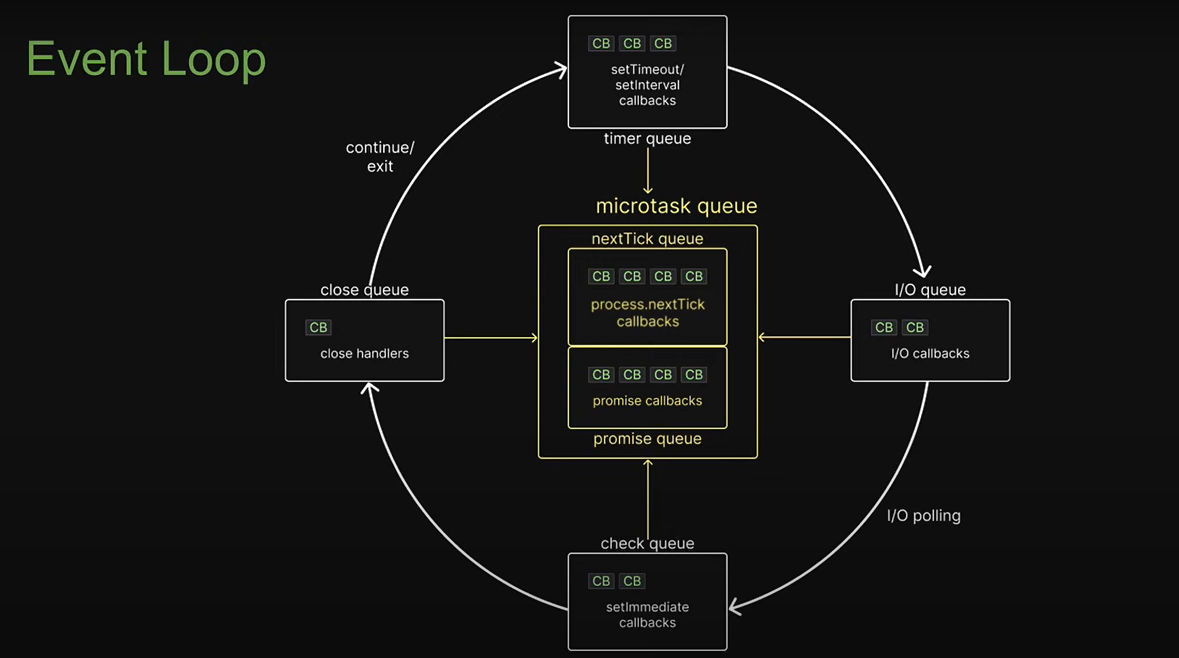 Event Loop
CB CB CB
setTimeout/
setInterval
callbacks
timer queue
continue/
exit
microtask queue
nextTick queue
CB CB CB CB
process.nextTick
callbacks
CB CB CB CB
promise callbacks
promise queue
close queue
CB
close handlers
I/O queue
CB CB
I/O callbacks
I/O polling
check queue
CB CB
setImmediate
callbacks